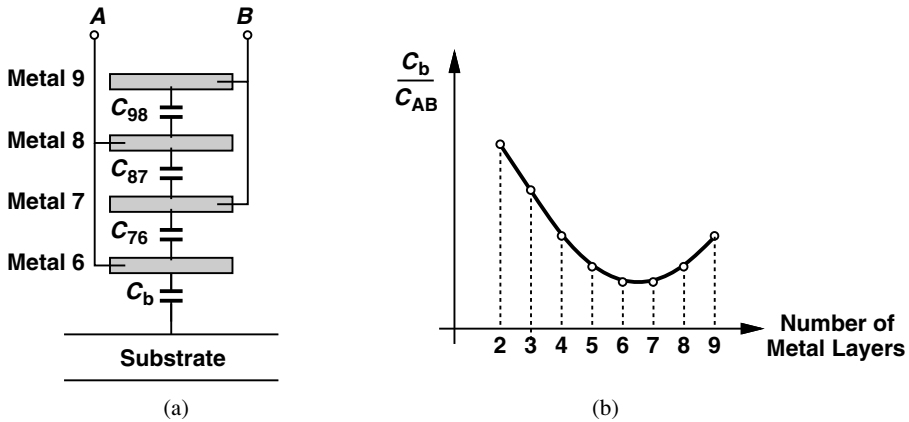 A
B
Metal 9
C98
Metal 8
C87
Metal 7
C76
Metal 6
Cb
Substrate
(a)
Cb
CAB
2 3 4 5 6 7 8 9
Number of
Metal Layers
(b)